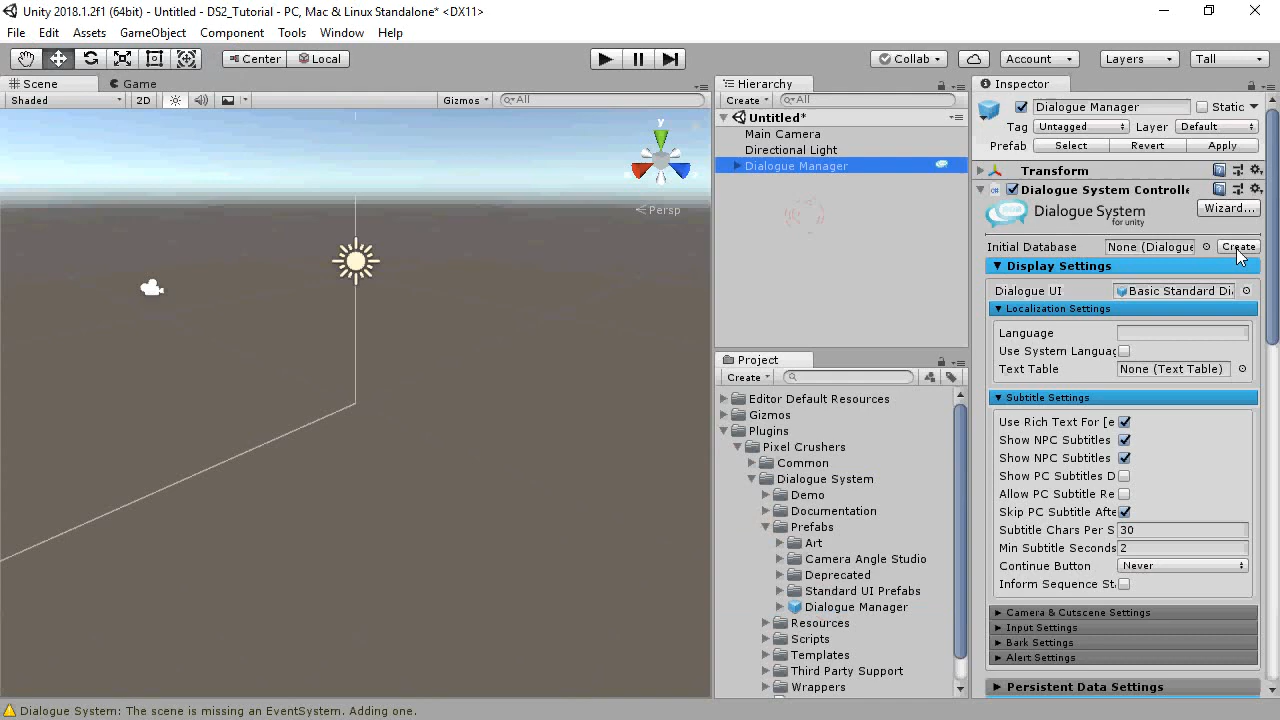 Unity 2018.1.2f1 (64bit) - Untitled - DS2_Tutorial - PC, Mac & Linux Standalone* <DX11>
File Edit Assets GameObject Component Tools Window Help
Center Local Collab Account Layers Tall
Scene Game
Shaded 2D Gizmos All
y
Persp
Hierarchy
Create All
Untitled*
Main Camera
Directional Light
Dialogue Manager
Project
Create
Editor Default Resources
Gizmos
Plugins
Pixel Crushers
Common
Dialogue System
Demo
Documentation
Prefabs
Art
Camera Angle Studio
Deprecated
Standard UI Prefabs
Dialogue Manager
Resources
Scripts
Templates
Third Party Support
Wrappers
Inspector
Dialogue Manager Static
Tag Untagged Layer Default
Prefab Select Revert Apply
Transform
Dialogue System Controlle
Dialogue System
for unity
Wizard...
Initial Database None (Dialogue Create
Display Settings
Dialogue UI Basic Standard Di
Localization Settings
Language
Use System Languag
Text Table None (Text Table)
Subtitle Settings
Use Rich Text For [e
Show NPC Subtitles
Show NPC Subtitles
Show PC Subtitles D
Allow PC Subtitle Re
Skip PC Subtitle Afte
Subtitle Chars Per S 30
Min Subtitle Seconds 2
Continue Button Never
Inform Sequence St
Camera & Cutscene Settings
Input Settings
Bark Settings
Alert Settings
Persistent Data Settings
Dialogue System: The scene is missing an EventSystem. Adding one.